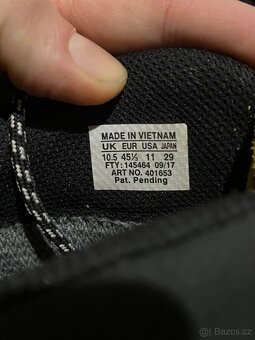 MADE IN VIETNAM
UK EUR USA JAPAN
10.5 45⅓ 11 29
FTY: 145464 09/17
ART NO. 401653
Pat. Pending
Bazos.cz